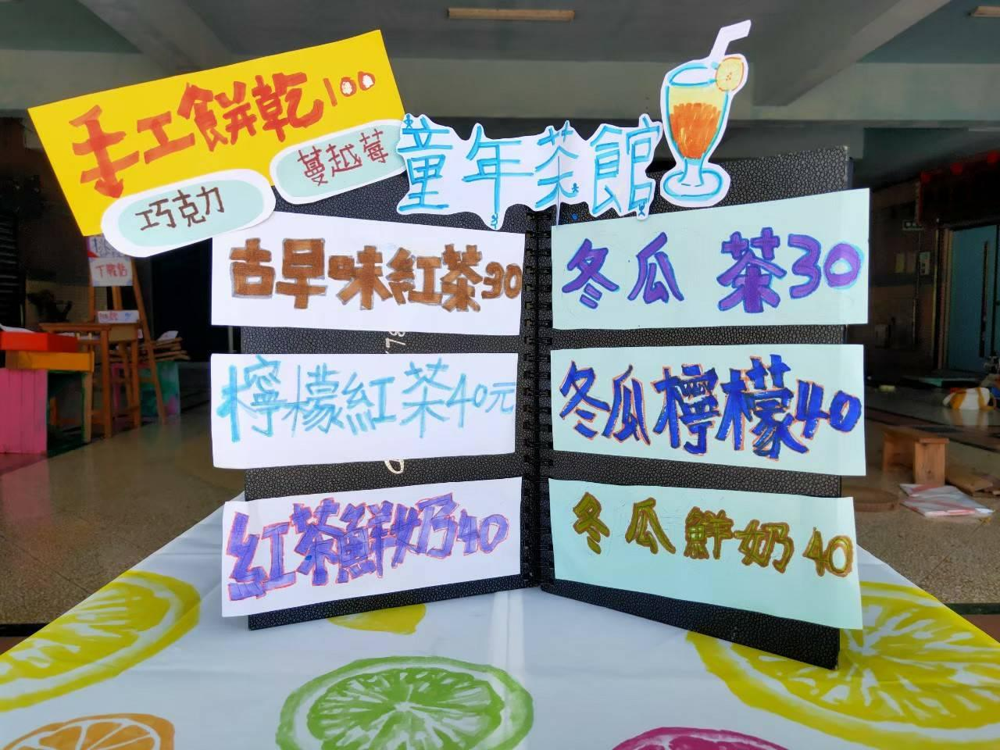 手工餅乾100
蔓越莓
巧克力
童年茶館
古早味紅茶30
檸檬紅茶40元
紅茶鮮奶40
冬瓜 茶30
冬瓜檸檬40
冬瓜鮮奶40